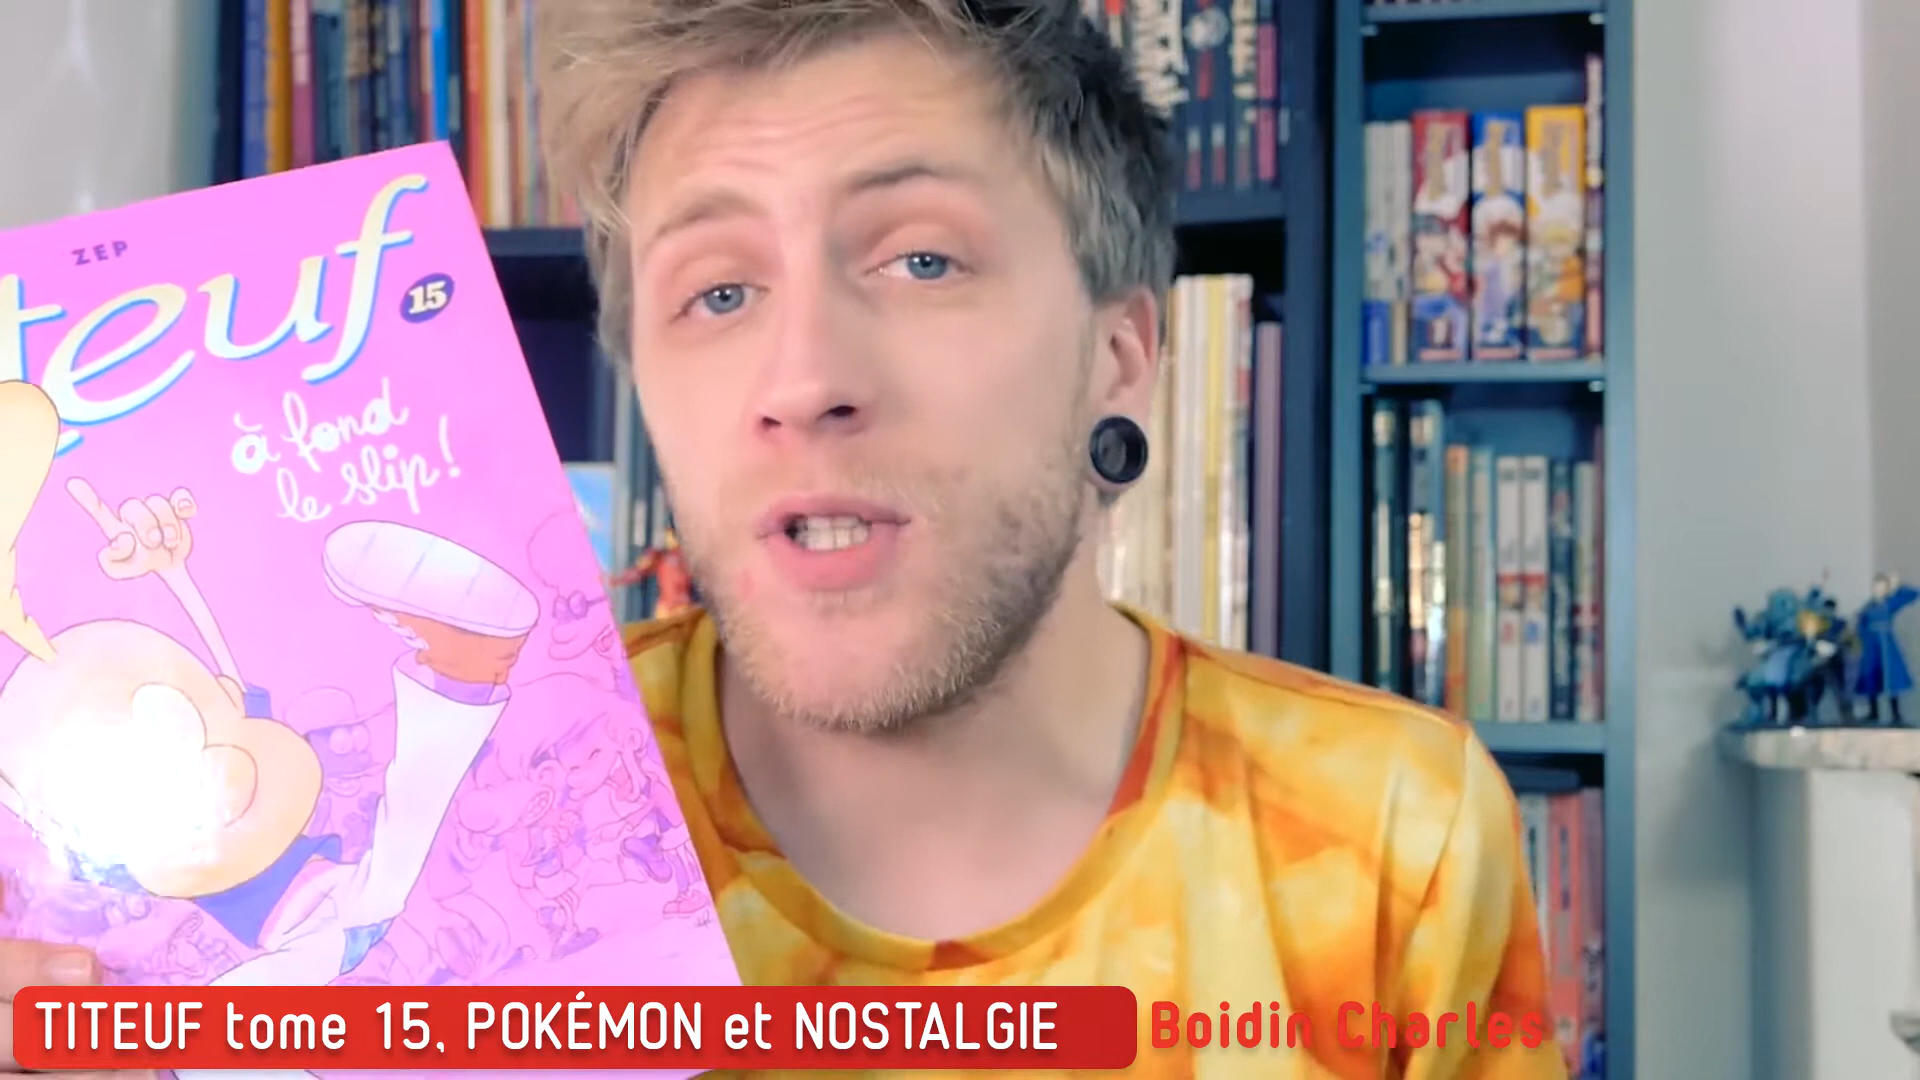 ZEP
teuf
15
à fond
le slip!
TITEUF tome 15, POKÉMON et NOSTALGIE
Boidin Charles